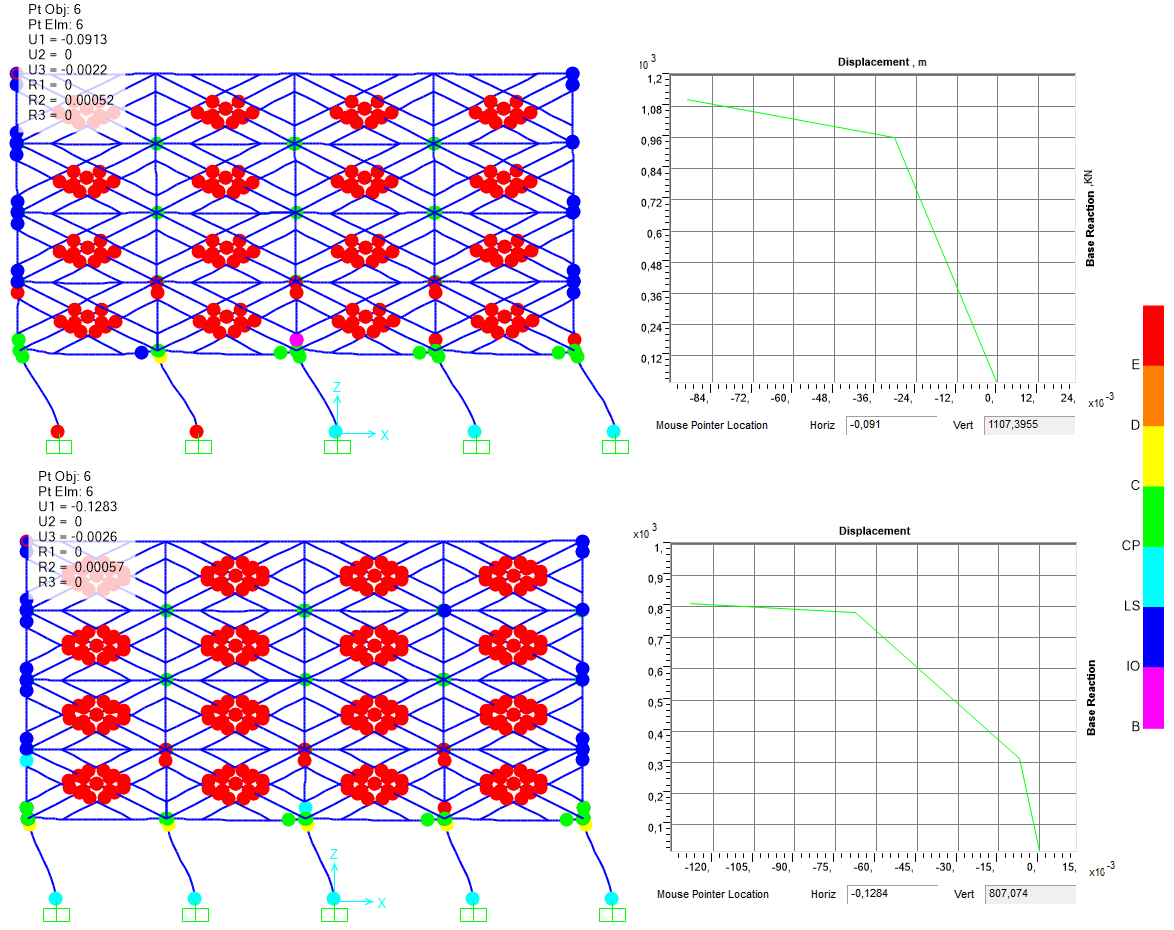 Pt Obj: 6
Pt Elm: 6
U1 = -0.0913
U2 = 0
U3 = -0.0022
R1 = 0
R2 = 0.00052
R3 = 0
Z
X
10 3
Displacement , m
1,2
1,08
0,96
0,84
0,72
0,6
0,48
0,36
0,24
0,12
Base Reaction ,KN
-84, -72, -60, -48, -36, -24, -12, 0, 12, 24,
x10 -3
Mouse Pointer Location Horiz -0,091 Vert 1107,3955
E
D
C
CP
LS
IO
B
Pt Obj: 6
Pt Elm: 6
U1 = -0.1283
U2 = 0
U3 = -0.0026
R1 = 0
R2 = 0.00057
R3 = 0
Z
X
x10 3
Displacement
1,
0,9
0,8
0,7
0,6
0,5
0,4
0,3
0,2
0,1
Base Reaction
-120, -105, -90, -75, -60, -45, -30, -15, 0, 15,
x10 -3
Mouse Pointer Location Horiz -0,1284 Vert 807,074